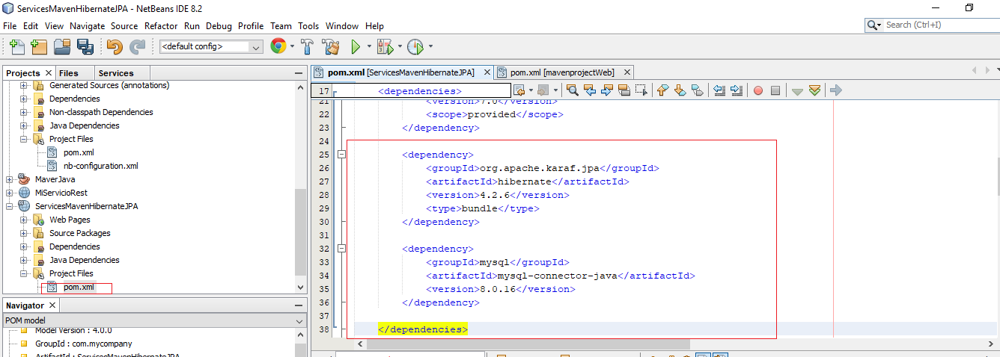 ServicesMavenHibernateJPA - NetBeans IDE 8.2
File Edit View Navigate Source Refactor Run Debug Profile Team Tools Window Help
Search (Ctrl+I)
<default config>
Projects Files Services
Generated Sources (annotations)
Dependencies
Non-classpath Dependencies
Java Dependencies
Project Files
pom.xml
nb-configuration.xml
MaverJava
MiServicioRest
ServicesMavenHibernateJPA
Web Pages
Source Packages
Dependencies
Java Dependencies
Project Files
pom.xml
Navigator
POM model
Model Version : 4.0.0
GroupId : com.mycompany
ArtifactId : ServicesMavenHibernateJPA
pom.xml [ServicesMavenHibernateJPA] pom.xml [mavenprojectWeb]
17 <dependencies>
21 <version>7.0</version>
22 <scope>provided</scope>
23 </dependency>
24
25 <dependency>
26 <groupId>org.apache.karaf.jpa</groupId>
27 <artifactId>hibernate</artifactId>
28 <version>4.2.6</version>
29 <type>bundle</type>
30 </dependency>
31
32 <dependency>
33 <groupId>mysql</groupId>
34 <artifactId>mysql-connector-java</artifactId>
35 <version>8.0.16</version>
36 </dependency>
37
38 </dependencies>